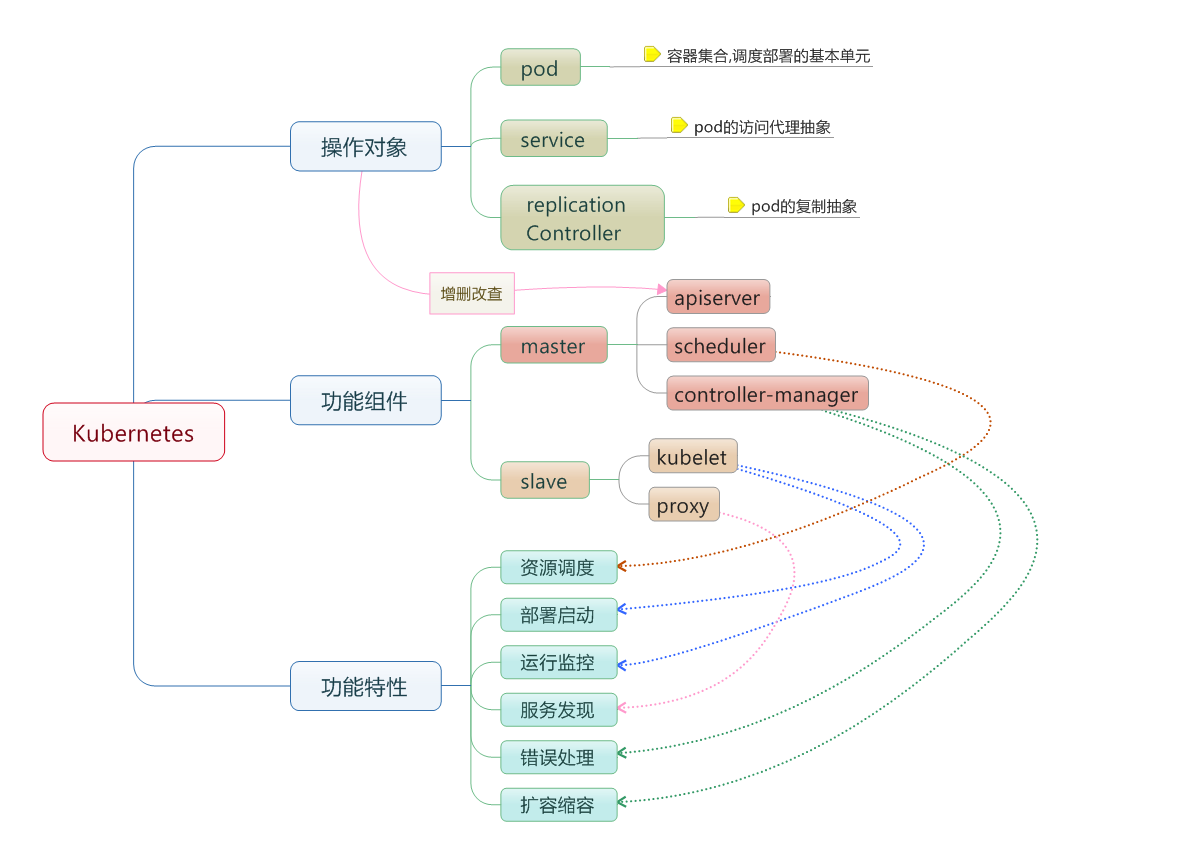 Kubernetes
操作对象
pod
容器集合,调度部署的基本单元
service
pod的访问代理抽象
replication
Controller
pod的复制抽象
增删改查
功能组件
master
apiserver
scheduler
controller-manager
slave
kubelet
proxy
功能特性
资源调度
部署启动
运行监控
服务发现
错误处理
扩容缩容